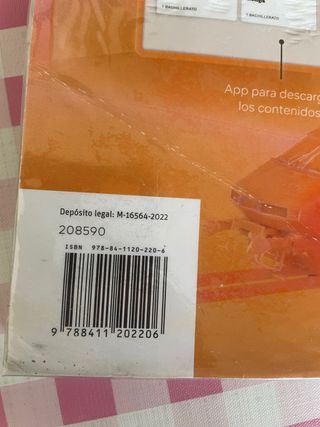 1 BACHILLERATO
1 BACHILLERATO
App para descarg
los contenidos
Depósito legal: M-16564-2022
208590
ISBN 978-84-1120-220-6
9 788411 202206